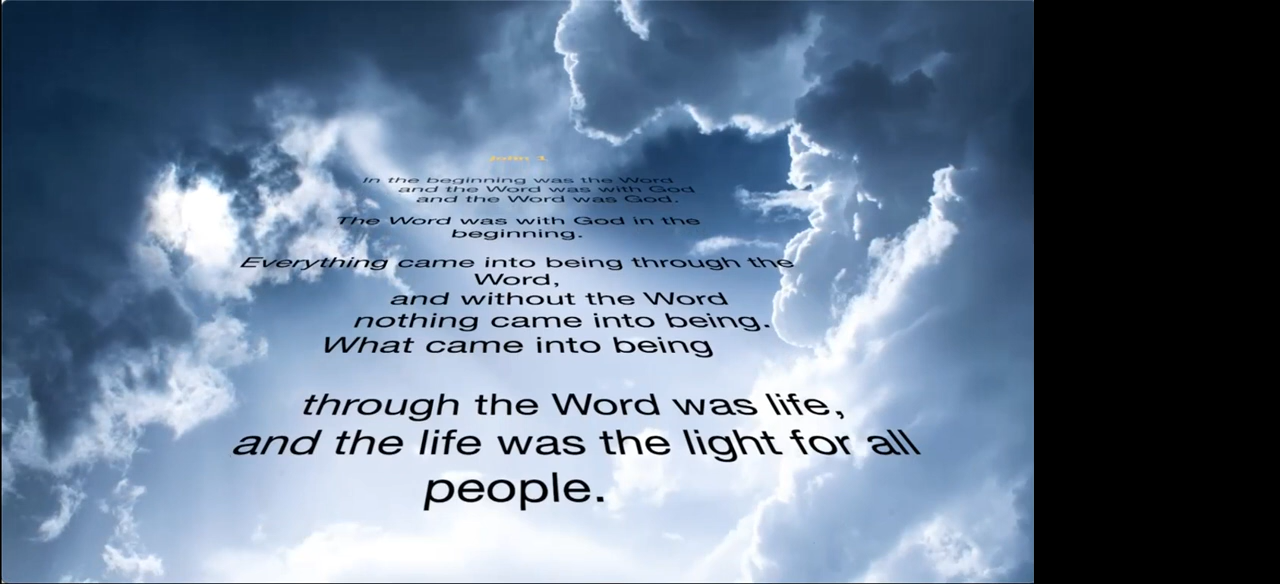 John 1
In the beginning was the Word
and the Word was with God
and the Word was God.
The Word was with God in the
beginning.
Everything came into being through the
Word,
and without the Word
nothing came into being.
What came into being
through the Word was life,
and the life was the light for all
people.